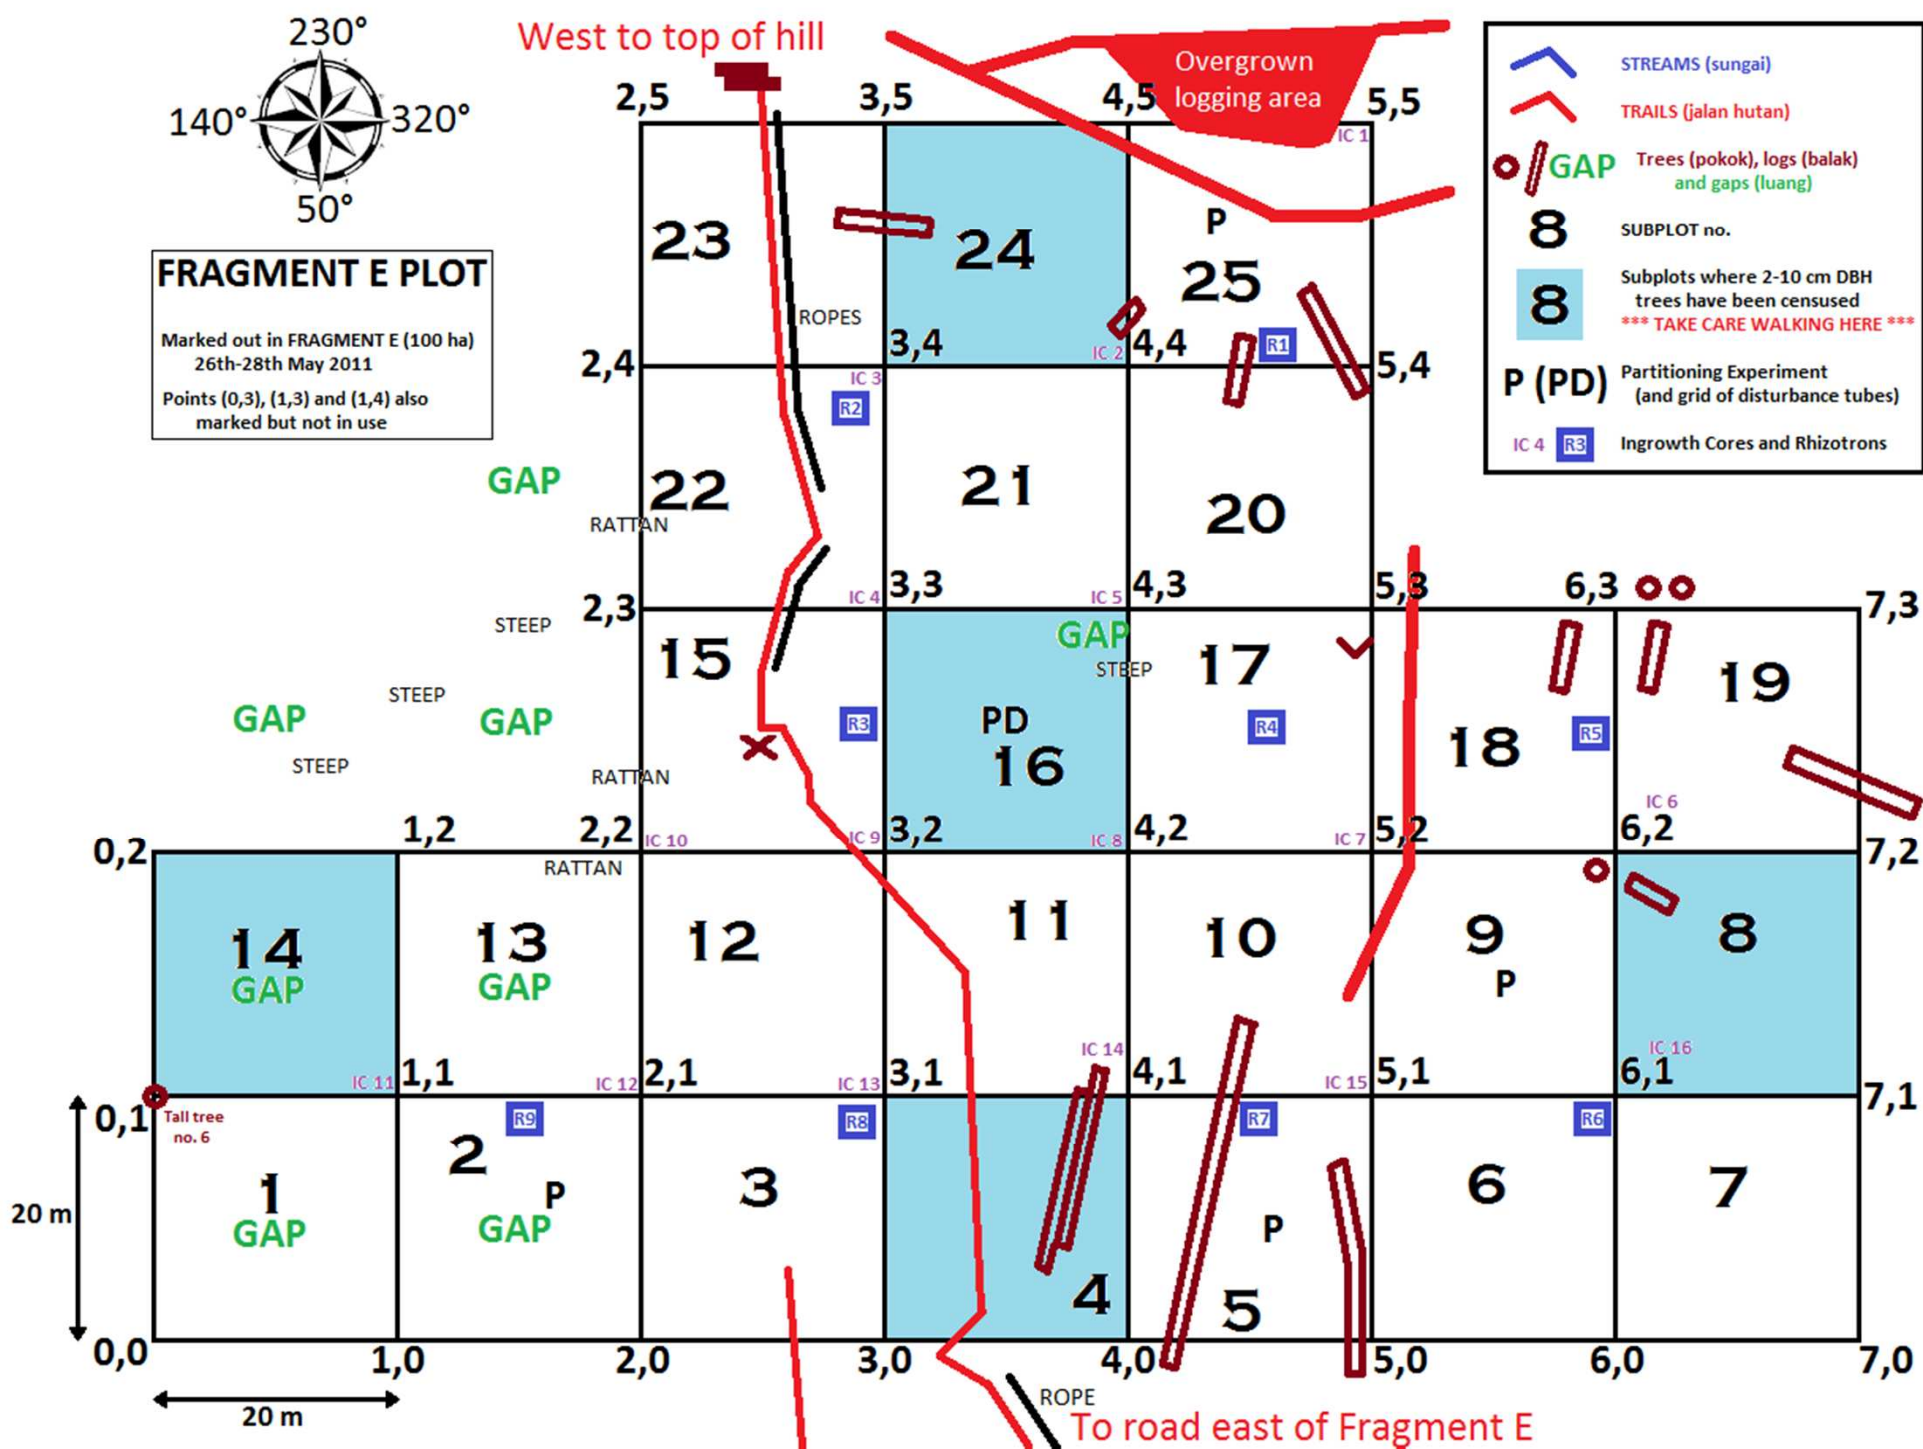 230°
West to top of hill
140°
320°
50°
Overgrown
logging area
STREAMS (sungai)
TRAILS (jalan hutan)
GAP
Trees (pokok), logs (balak)
and gaps (luang)
8
SUBPLOT no.
8
Subplots where 2-10 cm DBH
trees have been censused
*** TAKE CARE WALKING HERE ***
P (PD)
Partitioning Experiment
(and grid of disturbance tubes)
IC 4
R3
Ingrowth Cores and Rhizotrons
FRAGMENT E PLOT
Marked out in FRAGMENT E (100 ha)
26th-28th May 2011
Points (0,3), (1,3) and (1,4) also
marked but not in use
2,5
3,5
4,5
5,5
IC 1
23
24
P
25
ROPES
3,4
IC 2
4,4
R1
2,4
5,4
IC 3
R2
GAP
22
21
20
RATTAN
IC 4
3,3
IC 5
4,3
5,3
6,3
2,3
7,3
STEEP
15
GAP
STEEP
17
19
STEEP
GAP
GAP
R3
PD
16
R4
18
R5
STEEP
RATTAN
IC 6
1,2
2,2
IC 10
IC 9
3,2
IC 8
4,2
IC 7
5,2
6,2
0,2
7,2
RATTAN
14
GAP
13
GAP
12
11
10
9
P
8
IC 14
IC 16
IC 11
1,1
IC 12
2,1
IC 13
3,1
4,1
IC 15
5,1
6,1
0,1
7,1
Tall tree
no. 6
R9
R8
R7
R6
1
GAP
2
P
GAP
3
4
P
5
6
7
20 m
0,0
1,0
2,0
3,0
4,0
5,0
6,0
7,0
20 m
ROPE
To road east of Fragment E